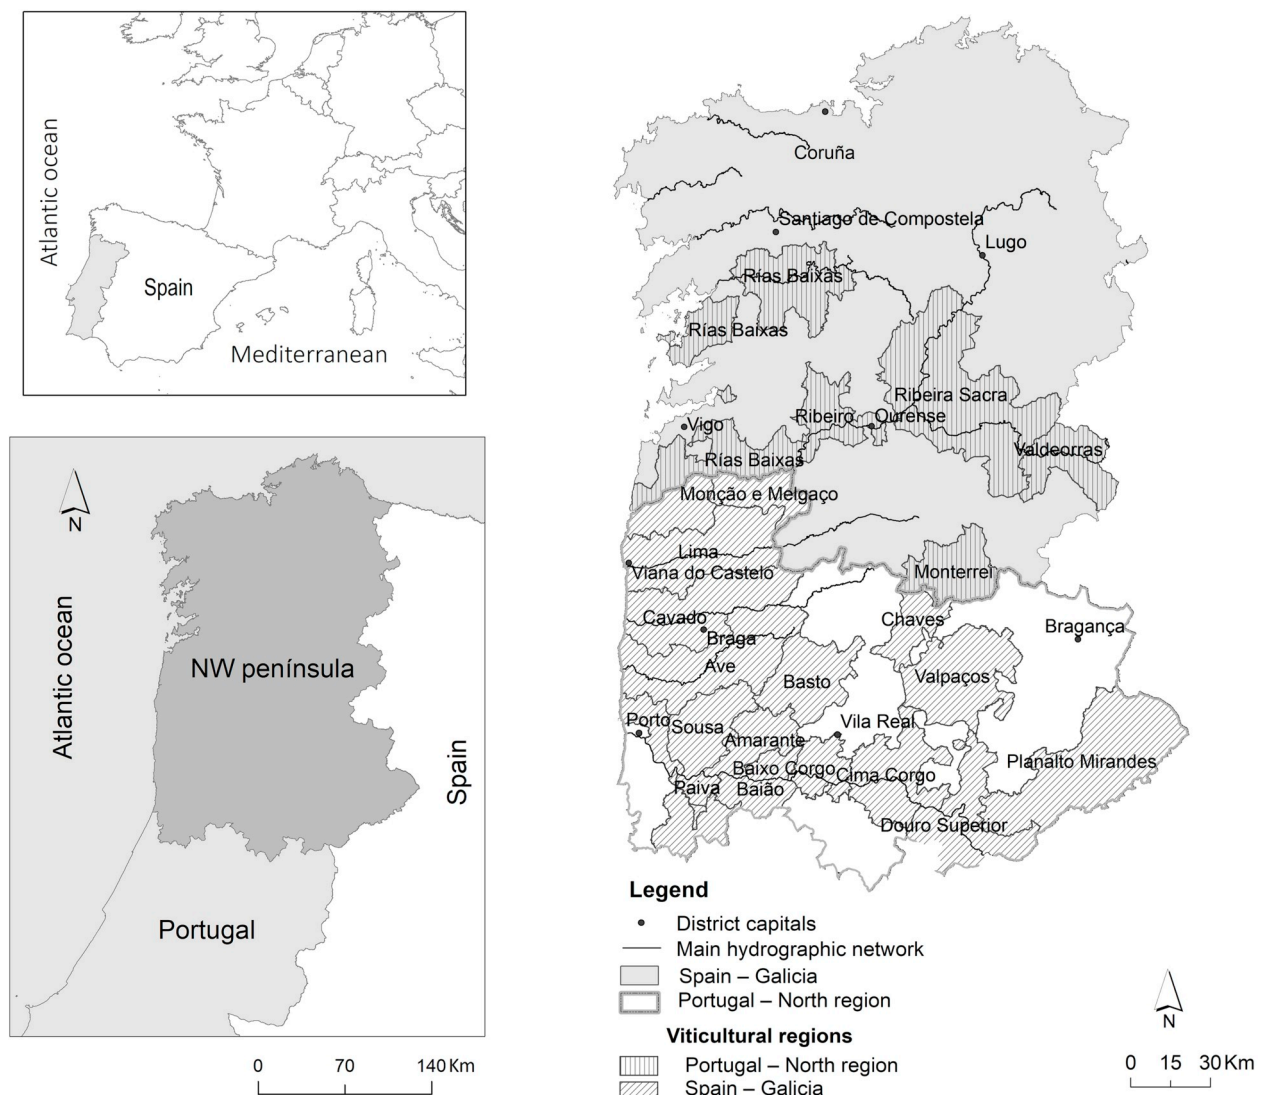 Atlantic ocean
Spain
Mediterranean
N
Atlantic ocean
NW península
Spain
Portugal
0 70 140 Km
Coruña
Santiago de Compostela
Lugo
Rías Baixas
Rías Baixas
Ribeira Sacra
Ribeiro
Ourense
Vigo
Valdeorras
Rías Baixas
Monção e Melgaço
Lima
Viana do Castelo
Monterrei
Cavado
Chaves
Bragança
Braga
Ave
Basto
Valpaços
Porto
Sousa
Vila Real
Amarante
Planalto Mirandes
Baixo Corgo
Cima Corgo
Paiva
Baião
Douro Superior
Legend
District capitals
Main hydrographic network
Spain – Galicia
Portugal – North region
Viticultural regions
Portugal – North region
Spain – Galicia
N
0 15 30 Km